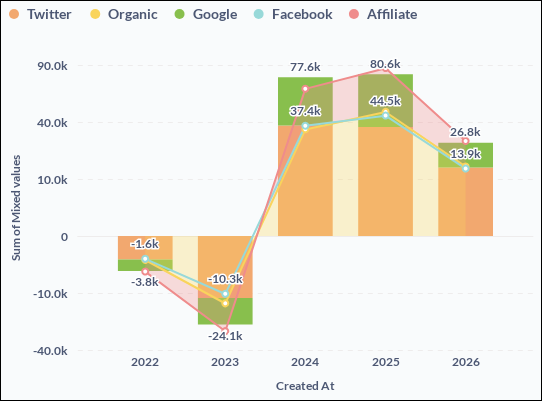 Twitter Organic Google Facebook Affiliate
90.0k
40.0k
10.0k
0
-10.0k
-40.0k
Sum of Mixed values
-1.6k
-3.8k
-10.3k
-24.1k
77.6k
37.4k
80.6k
44.5k
26.8k
13.9k
2022 2023 2024 2025 2026
Created At